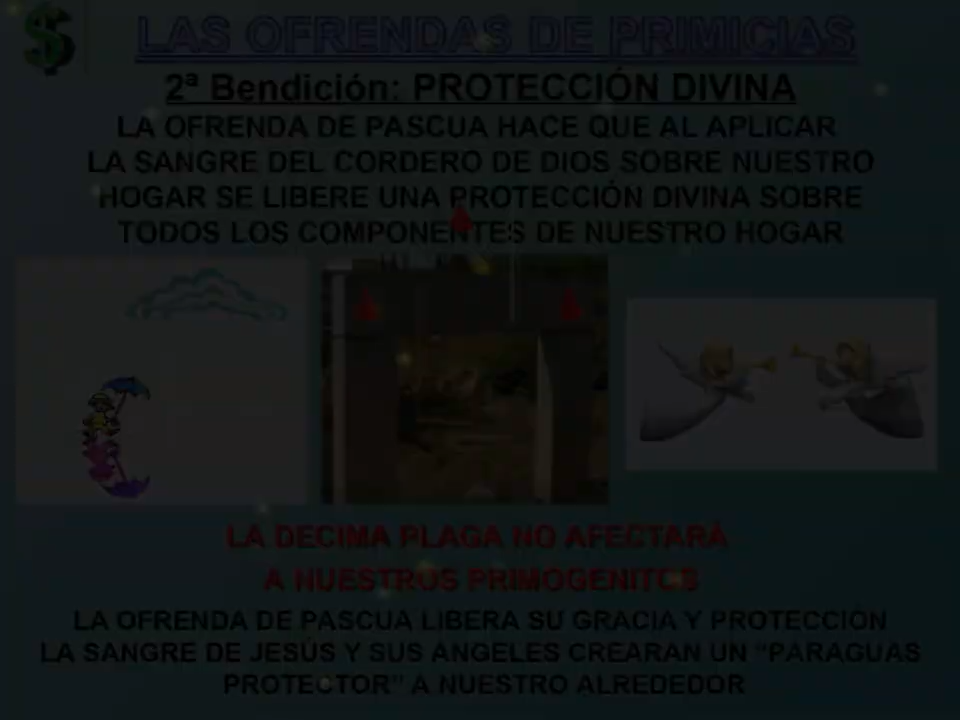 $ LAS OFRENDAS DE PRIMICIAS
2ª Bendición: PROTECCIÓN DIVINA
LA OFRENDA DE PASCUA HACE QUE AL APLICAR
LA SANGRE DEL CORDERO DE DIOS SOBRE NUESTRO
HOGAR SE LIBERE UNA PROTECCIÓN DIVINA SOBRE
TODOS LOS COMPONENTES DE NUESTRO HOGAR
LA DECIMA PLAGA NO AFECTARÁ
A NUESTROS PRIMOGENITOS
LA OFRENDA DE PASCUA LIBERA SU GRACIA Y PROTECCIÓN
LA SANGRE DE JESÚS Y SUS ANGELES CREARAN UN "PARAGUAS
PROTECTOR" A NUESTRO ALREDEDOR